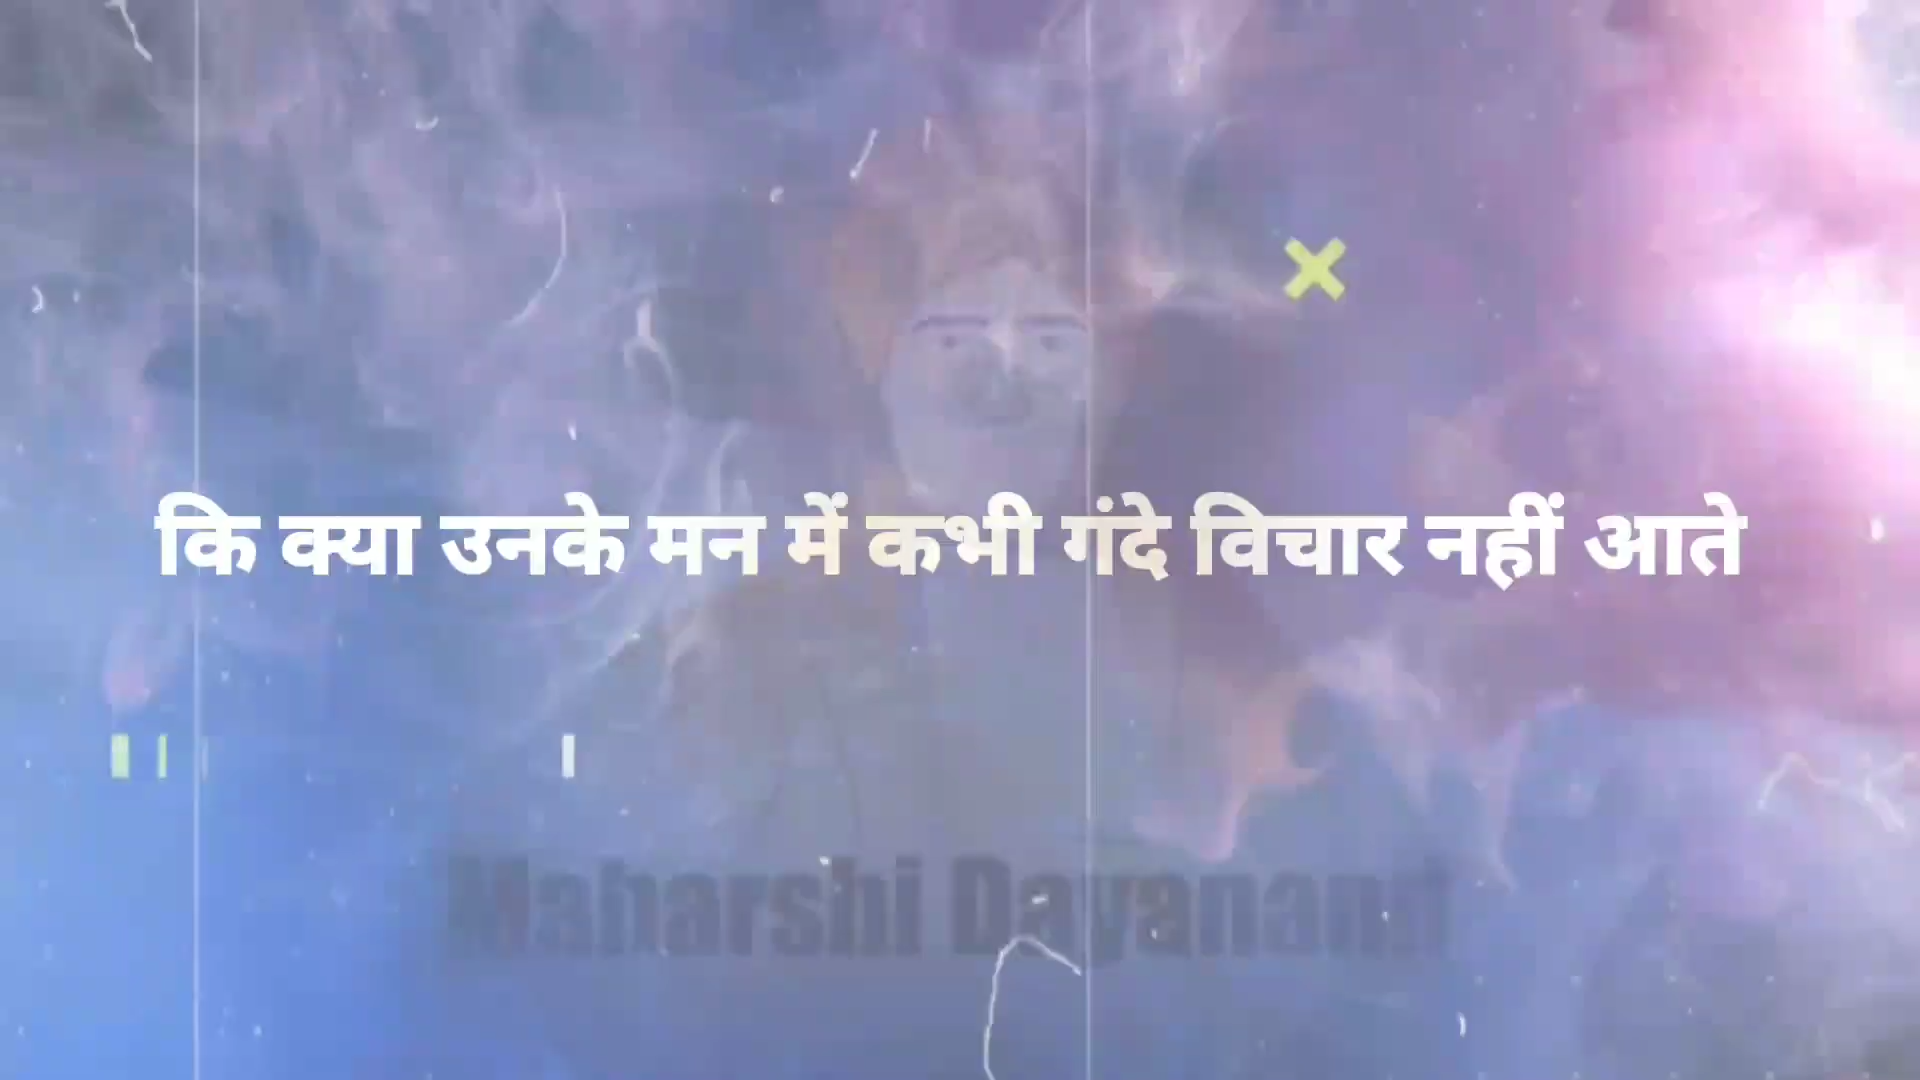 कि क्या उनके मन में कभी गंदे विचार नहीं आते
Maharshi Dayanand